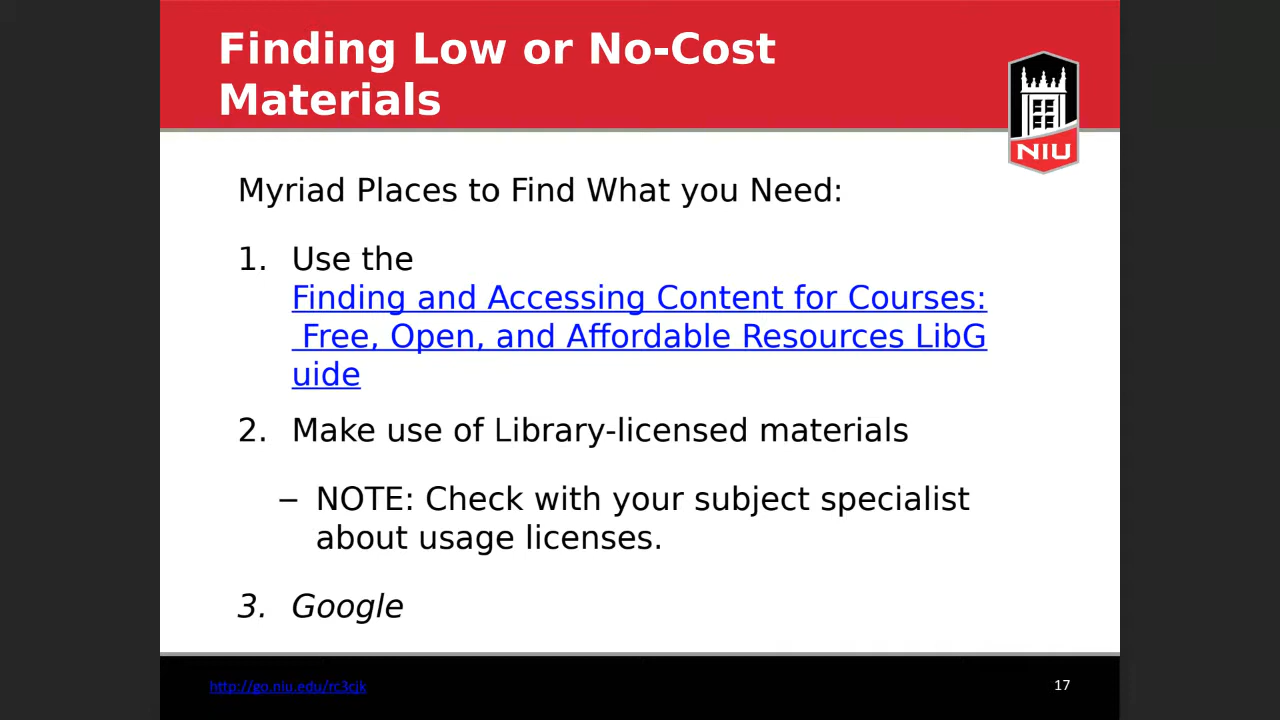 Finding Low or No-Cost
Materials
NIU
Myriad Places to Find What you Need:
1. Use the
Finding and Accessing Content for Courses:
Free, Open, and Affordable Resources LibG
uide
2. Make use of Library-licensed materials
– NOTE: Check with your subject specialist
about usage licenses.
3. Google
http://go.niu.edu/rc3cjk
17